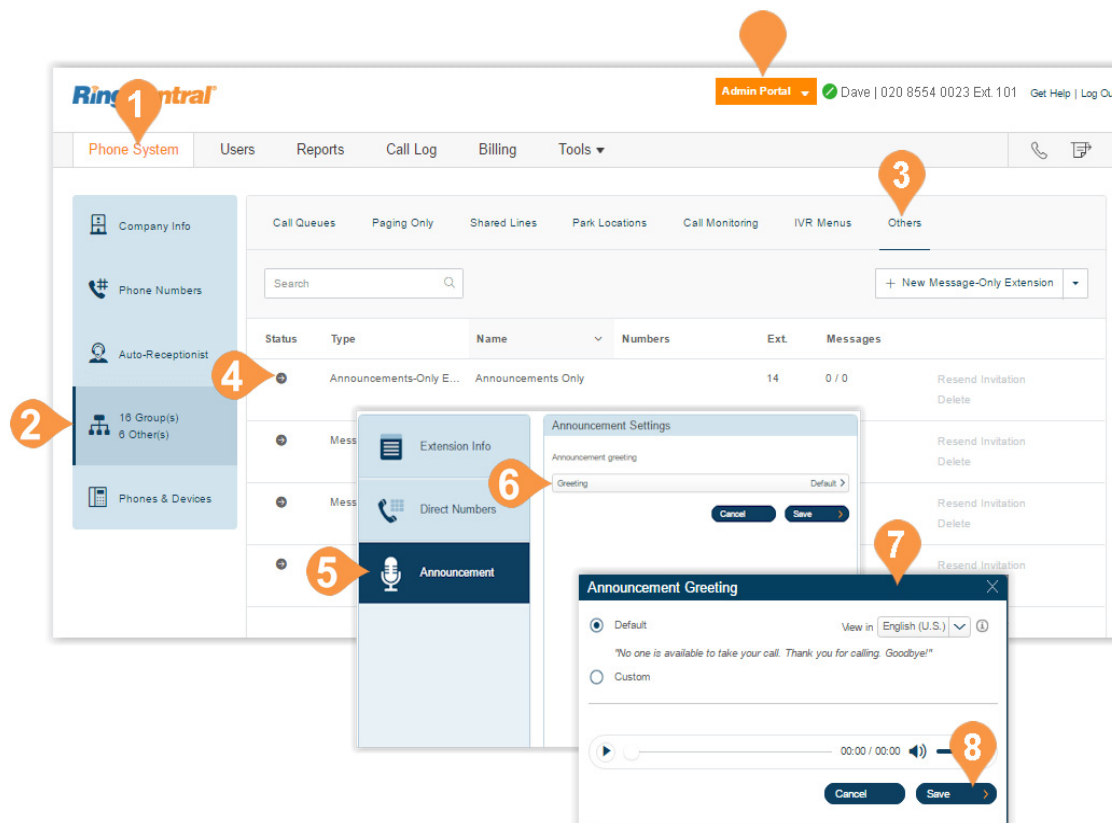 1
Admin Portal
Dave | 020 8554 0023 Ext. 101 Get Help | Log Ou
Phone System Users Reports Call Log Billing Tools
3
Company Info
Call Queues Paging Only Shared Lines Park Locations Call Monitoring IVR Menus Others
Phone Numbers
Search
+ New Message-Only Extension
Status Type Name Numbers Ext. Messages
Auto-Receptionist
4
Announcements-Only E... Announcements Only 14 0 / 0 Resend Invitation
Delete
2
16 Group(s)
6 Other(s)
Mess
Resend Invitation
Delete
Phones & Devices
Mess
Resend Invitation
Delete
Resend Invitation
Extension Info
Direct Numbers
5
Announcement
Announcement Settings
Announcement greeting
6
Greeting Default
Cancel Save
7
Announcement Greeting
Default View in English (U.S.)
"No one is available to take your call. Thank you for calling. Goodbye!"
Custom
00:00 / 00:00
8
Cancel Save